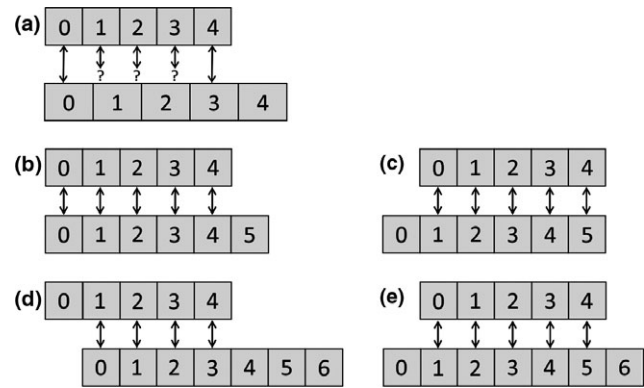 (a) 0 1 2 3 4
? ? ?
0 1 2 3 4
(b) 0 1 2 3 4
0 1 2 3 4 5
(c) 0 1 2 3 4
0 1 2 3 4 5
(d) 0 1 2 3 4
0 1 2 3 4 5 6
(e) 0 1 2 3 4
0 1 2 3 4 5 6